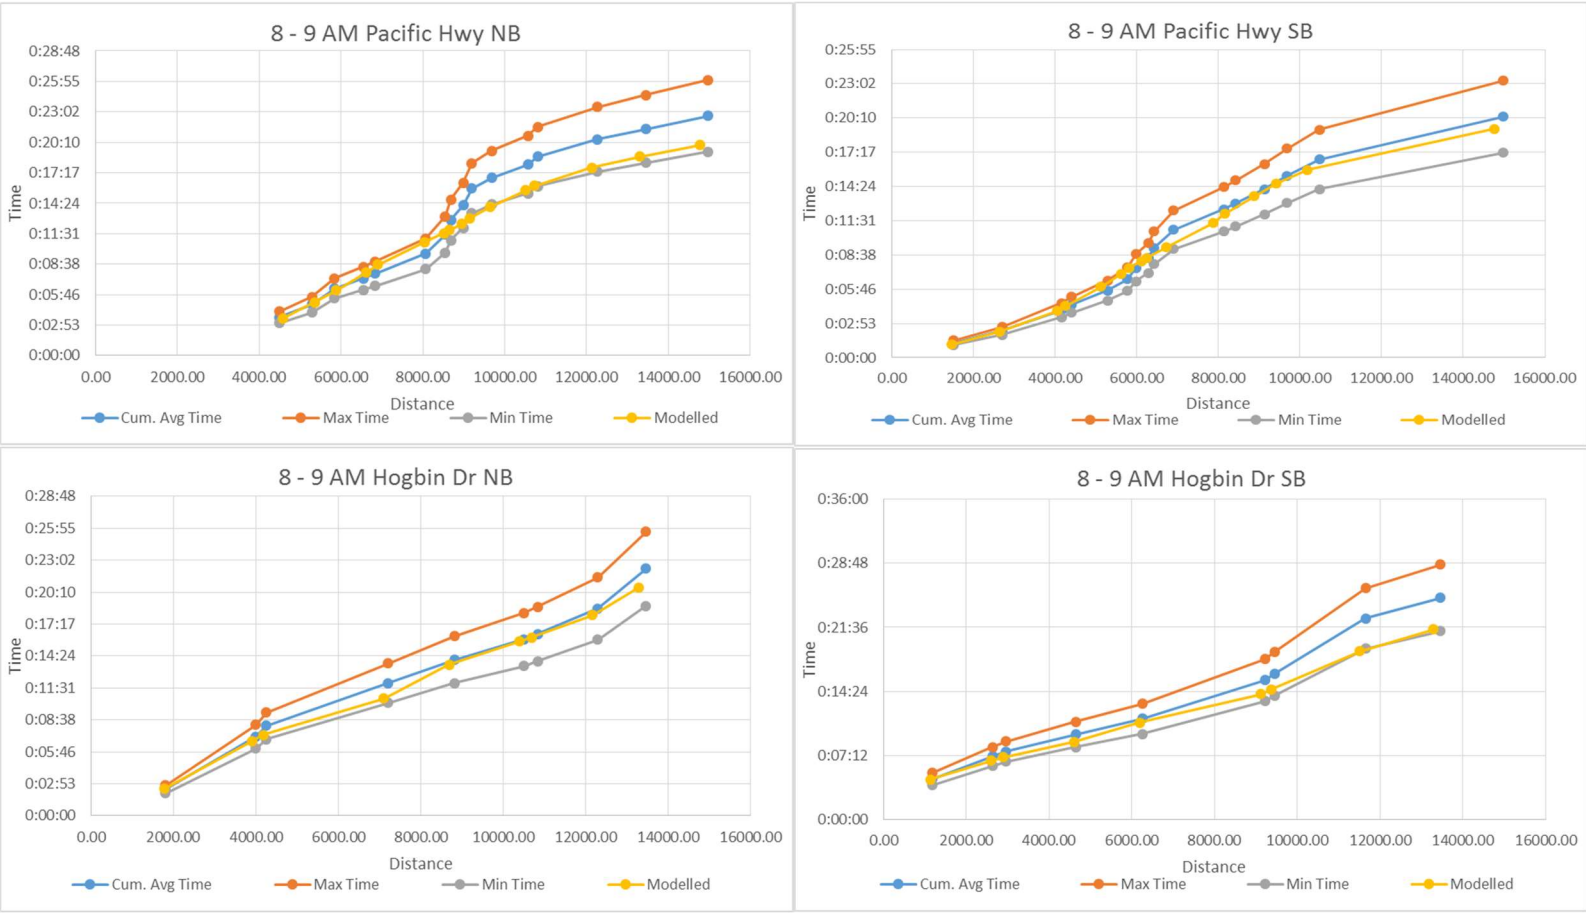 8 - 9 AM Pacific Hwy NB
0:28:48
0:25:55
0:23:02
0:20:10
0:17:17
0:14:24
0:11:31
0:08:38
0:05:46
0:02:53
0:00:00
Time
0.00 2000.00 4000.00 6000.00 8000.00 10000.00 12000.00 14000.00 16000.00
Distance
Cum. Avg Time Max Time Min Time Modelled
8 - 9 AM Pacific Hwy SB
0:25:55
0:23:02
0:20:10
0:17:17
0:14:24
0:11:31
0:08:38
0:05:46
0:02:53
0:00:00
Time
0.00 2000.00 4000.00 6000.00 8000.00 10000.00 12000.00 14000.00 16000.00
Distance
Cum. Avg Time Max Time Min Time Modelled
8 - 9 AM Hogbin Dr NB
0:28:48
0:25:55
0:23:02
0:20:10
0:17:17
0:14:24
0:11:31
0:08:38
0:05:46
0:02:53
0:00:00
Time
0.00 2000.00 4000.00 6000.00 8000.00 10000.00 12000.00 14000.00 16000.00
Distance
Cum. Avg Time Max Time Min Time Modelled
8 - 9 AM Hogbin Dr SB
0:36:00
0:28:48
0:21:36
0:14:24
0:07:12
0:00:00
Time
0.00 2000.00 4000.00 6000.00 8000.00 10000.00 12000.00 14000.00 16000.00
Distance
Cum. Avg Time Max Time Min Time Modelled